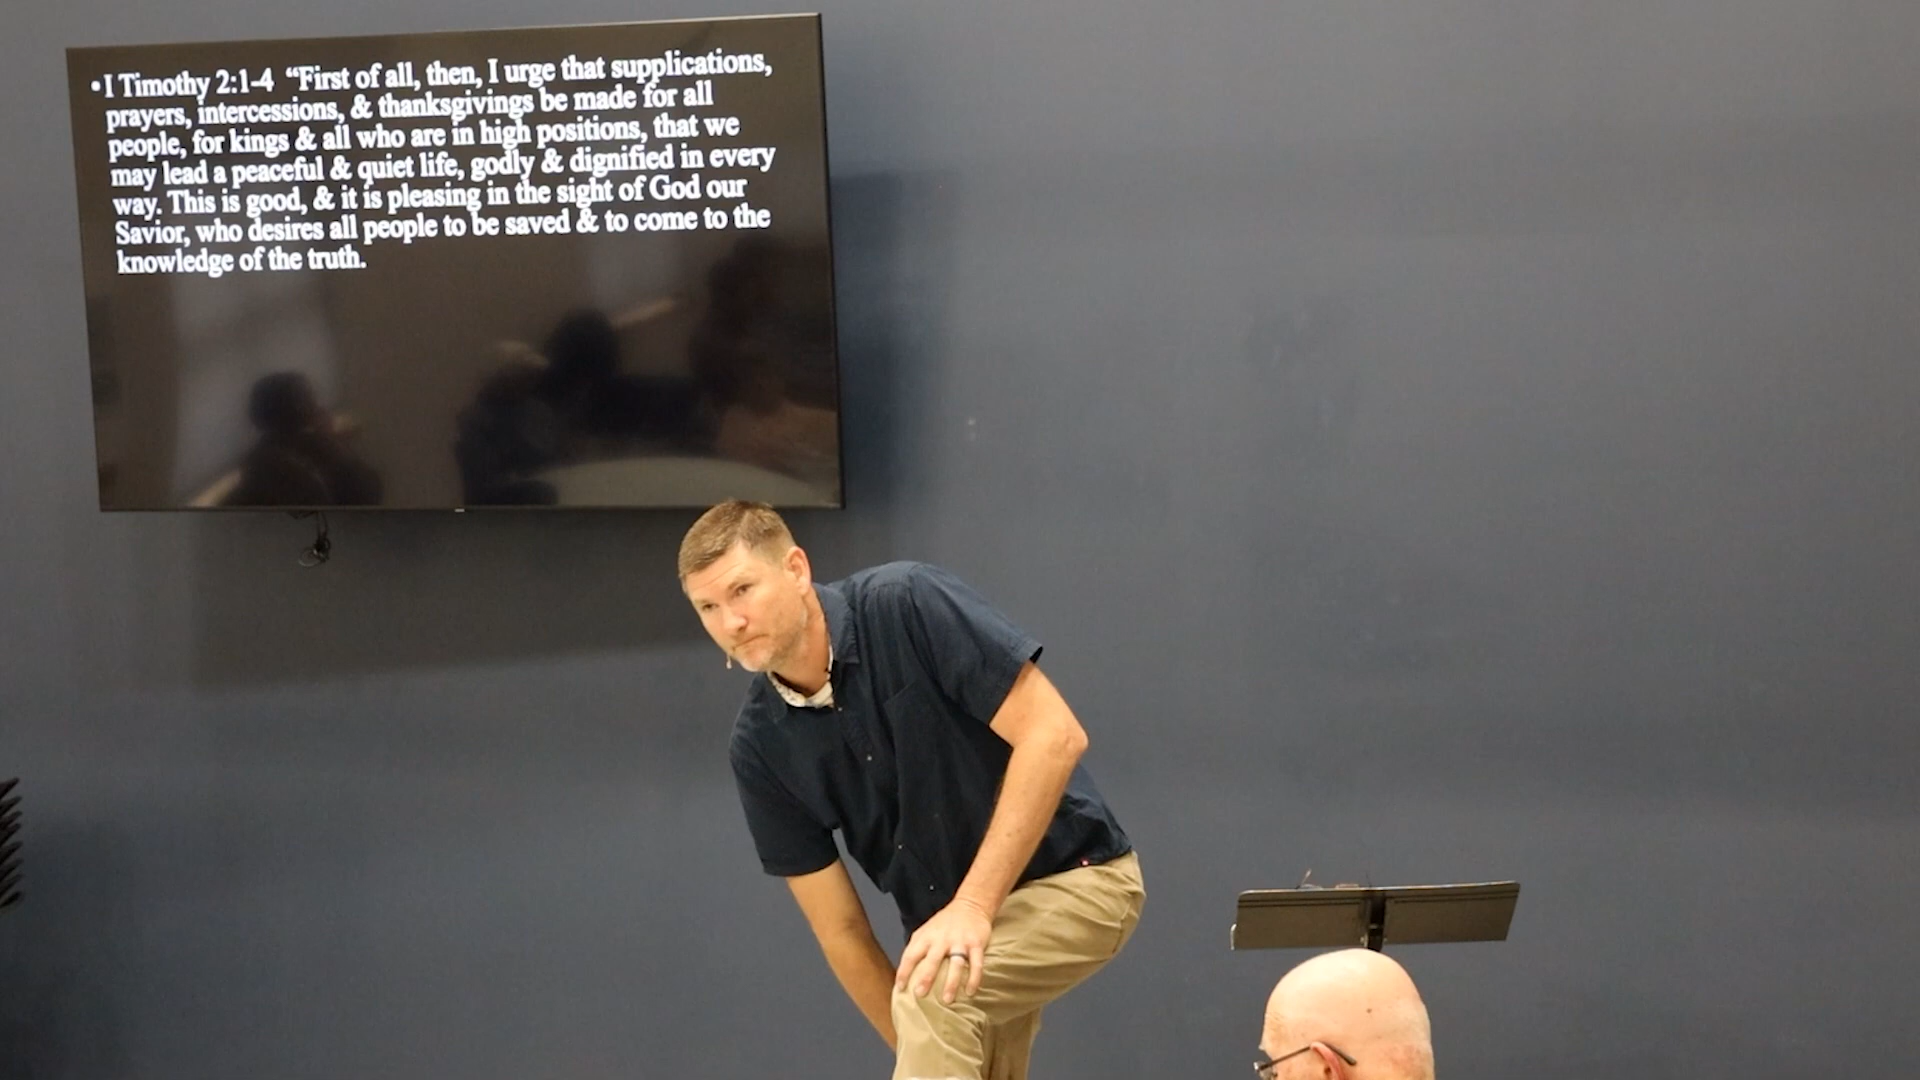 •I Timothy 2:1-4 “First of all, then, I urge that supplications,
prayers, intercessions, & thanksgivings be made for all
people, for kings & all who are in high positions, that we
may lead a peaceful & quiet life, godly & dignified in every
way. This is good, & it is pleasing in the sight of God our
Savior, who desires all people to be saved & to come to the
knowledge of the truth.